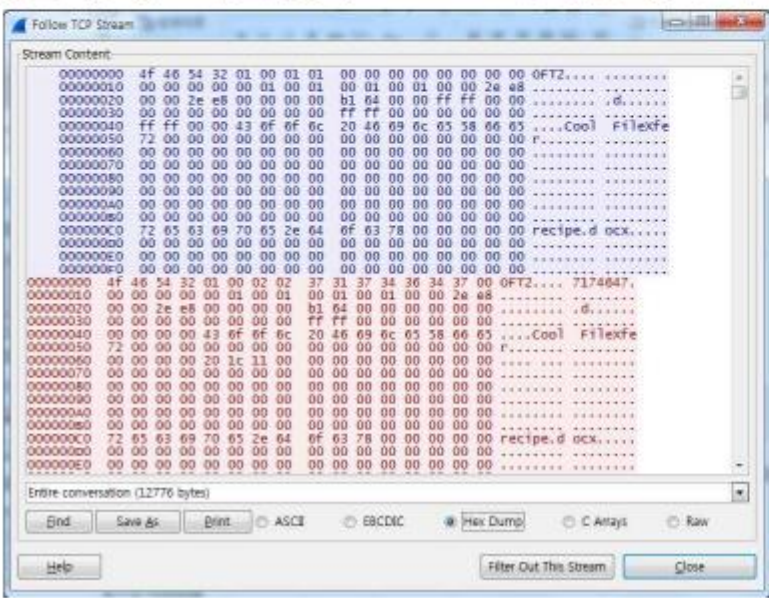 Follow TCP Stream
Stream Content
00000000 4f 46 54 32 01 00 01 01 00 00 00 00 00 00 00 00 OFT2.... ........
00000010 00 00 00 00 00 01 00 01 00 01 00 01 00 00 2e e8 ........ ........
00000020 00 00 2e e8 00 00 00 00 b1 64 00 00 ff ff 00 00 ........ .d......
00000030 00 00 00 00 00 00 00 00 ff ff 00 00 00 00 00 00 ........ ........
00000040 ff ff 00 00 43 6f 6f 6c 20 46 69 6c 65 58 66 65 ....Cool FileXfe
00000050 72 00 00 00 00 00 00 00 00 00 00 00 00 00 00 00 r....... ........
00000060 00 00 00 00 00 00 00 00 00 00 00 00 00 00 00 00 ........ ........
00000070 00 00 00 00 00 00 00 00 00 00 00 00 00 00 00 00 ........ ........
00000080 00 00 00 00 00 00 00 00 00 00 00 00 00 00 00 00 ........ ........
00000090 00 00 00 00 00 00 00 00 00 00 00 00 00 00 00 00 ........ ........
000000A0 00 00 00 00 00 00 00 00 00 00 00 00 00 00 00 00 ........ ........
000000B0 00 00 00 00 00 00 00 00 00 00 00 00 00 00 00 00 ........ ........
000000C0 72 65 63 69 70 65 2e 64 6f 63 78 00 00 00 00 00 recipe.d ocx.....
000000D0 00 00 00 00 00 00 00 00 00 00 00 00 00 00 00 00 ........ ........
000000E0 00 00 00 00 00 00 00 00 00 00 00 00 00 00 00 00 ........ ........
000000F0 00 00 00 00 00 00 00 00 00 00 00 00 00 00 00 00 ........ ........
00000000 4f 46 54 32 01 00 02 02 37 31 37 34 36 34 37 00 OFT2.... 7174647.
00000010 00 00 00 00 00 01 00 01 00 01 00 01 00 00 2e e8 ........ ........
00000020 00 00 2e e8 00 00 00 00 b1 64 00 00 00 00 00 00 ........ .d......
00000030 00 00 00 00 00 00 00 00 ff ff 00 00 00 00 00 00 ........ ........
00000040 00 00 00 00 43 6f 6f 6c 20 46 69 6c 65 58 66 65 ....Cool FileXfe
00000050 72 00 00 00 00 00 00 00 00 00 00 00 00 00 00 00 r....... ........
00000060 00 00 00 00 20 1c 11 00 00 00 00 00 00 00 00 00 .... ... ........
00000070 00 00 00 00 00 00 00 00 00 00 00 00 00 00 00 00 ........ ........
00000080 00 00 00 00 00 00 00 00 00 00 00 00 00 00 00 00 ........ ........
00000090 00 00 00 00 00 00 00 00 00 00 00 00 00 00 00 00 ........ ........
000000A0 00 00 00 00 00 00 00 00 00 00 00 00 00 00 00 00 ........ ........
000000B0 00 00 00 00 00 00 00 00 00 00 00 00 00 00 00 00 ........ ........
000000C0 72 65 63 69 70 65 2e 64 6f 63 78 00 00 00 00 00 recipe.d ocx.....
000000D0 00 00 00 00 00 00 00 00 00 00 00 00 00 00 00 00 ........ ........
000000E0 00 00 00 00 00 00 00 00 00 00 00 00 00 00 00 00 ........ ........
Entire conversation (12776 bytes)
Find Save As Print ASCII EBCDIC Hex Dump C Arrays Raw
Help Filter Out This Stream Close